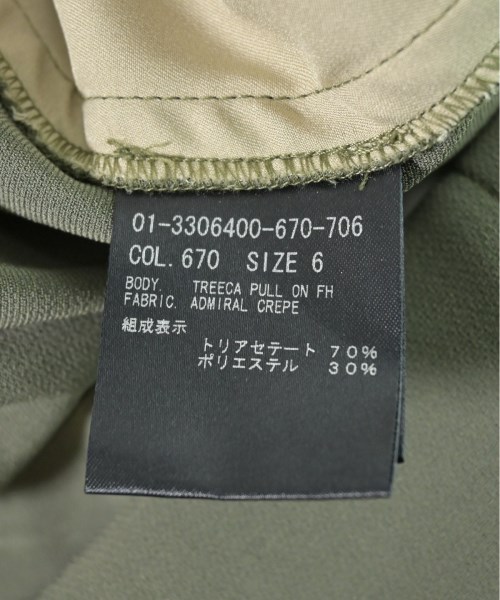 01-3306400-670-706
COL. 670 SIZE 6
BODY. TREECA PULL ON FH
FABRIC. ADMIRAL CREPE
組成表示
トリアセテート 70%
ポリエステル 30%